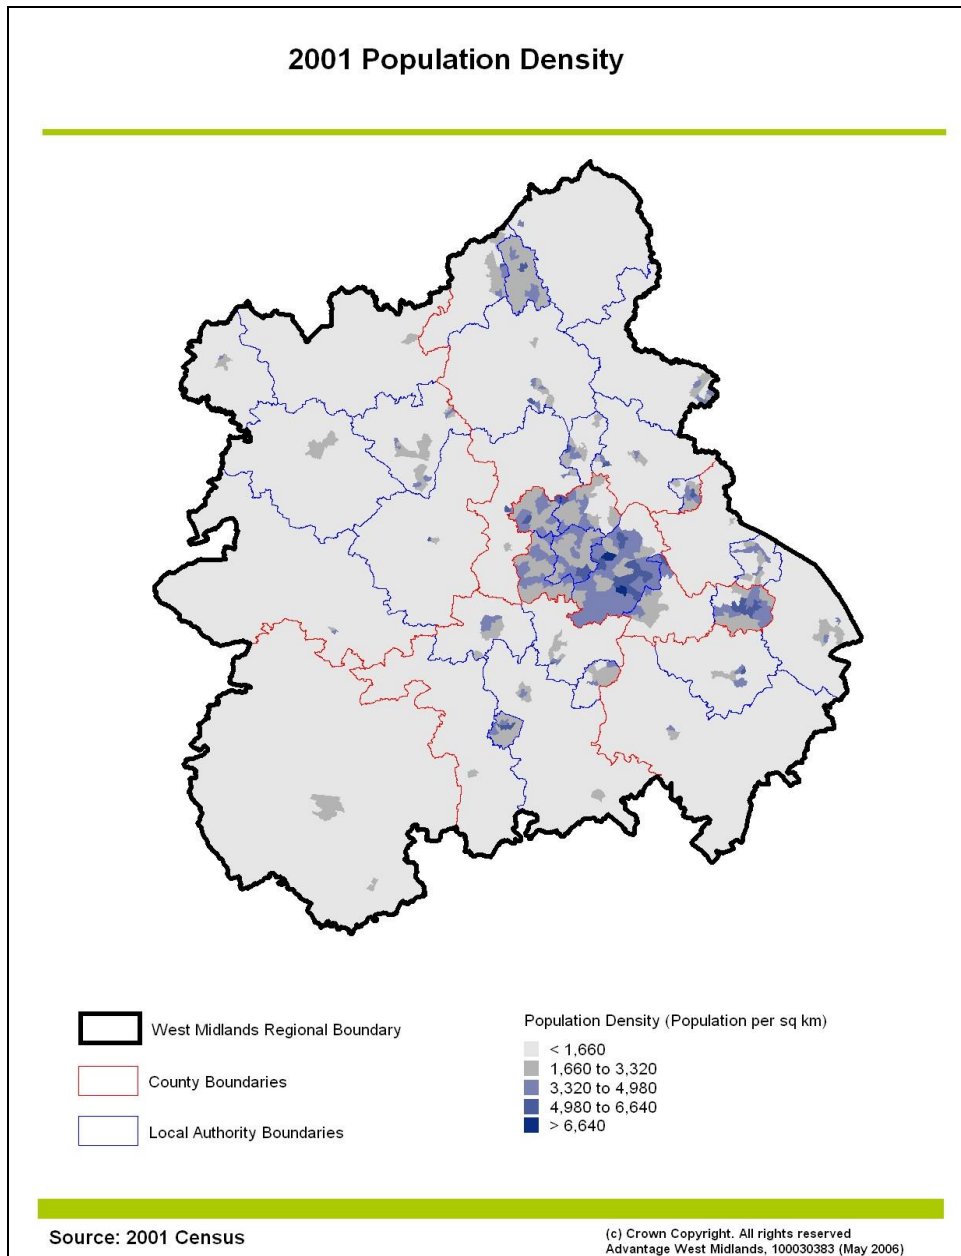 2001 Population Density
West Midlands Regional Boundary
County Boundaries
Local Authority Boundaries
Population Density (Population per sq km)
< 1,660
1,660 to 3,320
3,320 to 4,980
4,980 to 6,640
> 6,640
Source: 2001 Census
(c) Crown Copyright. All rights reserved
Advantage West Midlands, 100030383 (May 2006)